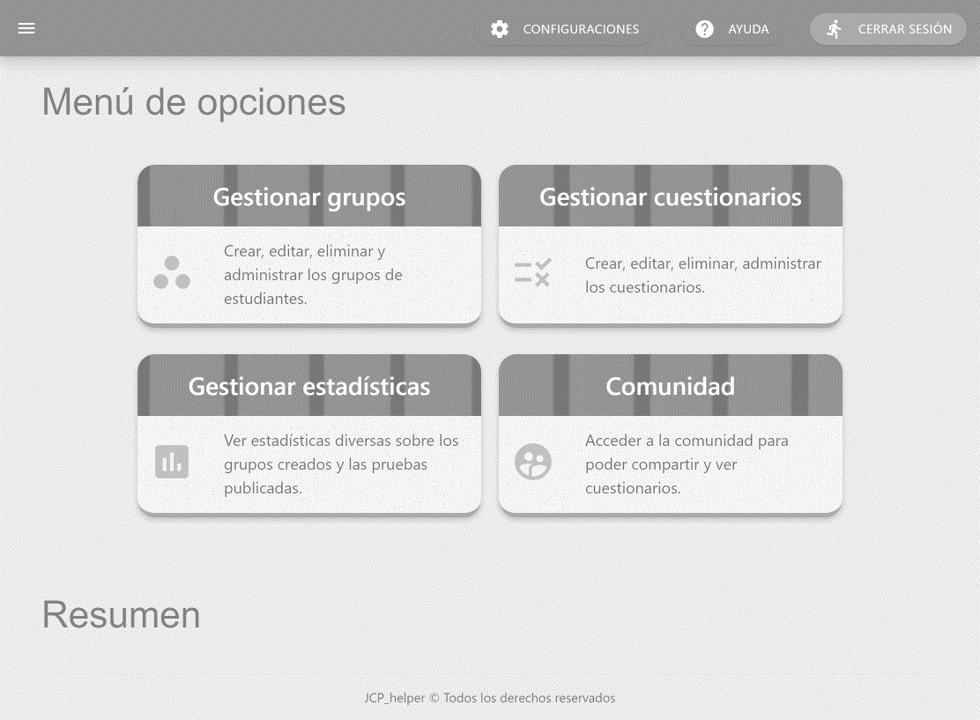 CONFIGURACIONES AYUDA CERRAR SESIÓN
Menú de opciones
Gestionar grupos
Crear, editar, eliminar y
administrar los grupos de
estudiantes.
Gestionar cuestionarios
Crear, editar, eliminar, administrar
los cuestionarios.
Gestionar estadísticas
Ver estadísticas diversas sobre los
grupos creados y las pruebas
publicadas.
Comunidad
Acceder a la comunidad para
poder compartir y ver
cuestionarios.
Resumen
JCP_helper © Todos los derechos reservados